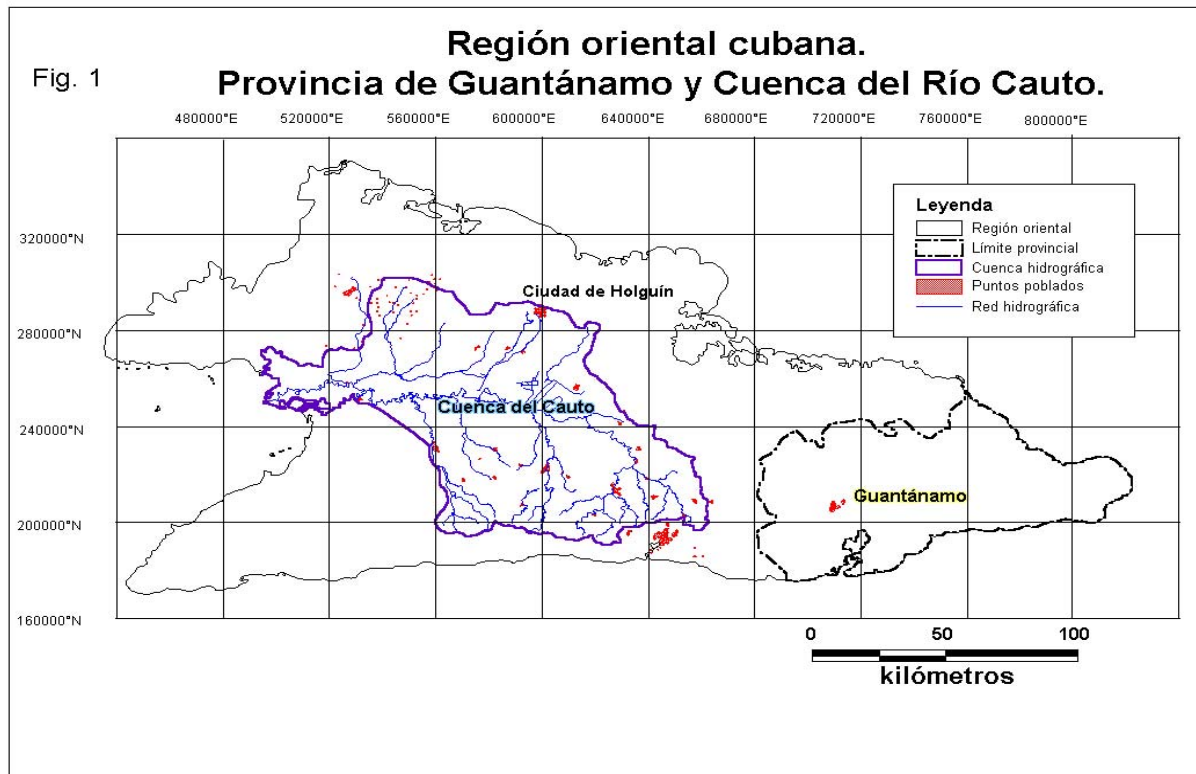 Región oriental cubana.
Fig. 1
Provincia de Guantánamo y Cuenca del Río Cauto.
480000°E 520000°E 560000°E 600000°E 640000°E 680000°E 720000°E 760000°E 800000°E
Leyenda
Región oriental
Límite provincial
Cuenca hidrográfica
Puntos poblados
Red hidrográfica
320000°N
Ciudad de Holguín
280000°N
Cuenca del Cauto
240000°N
Guantánamo
200000°N
160000°N
0 50 100
kilómetros